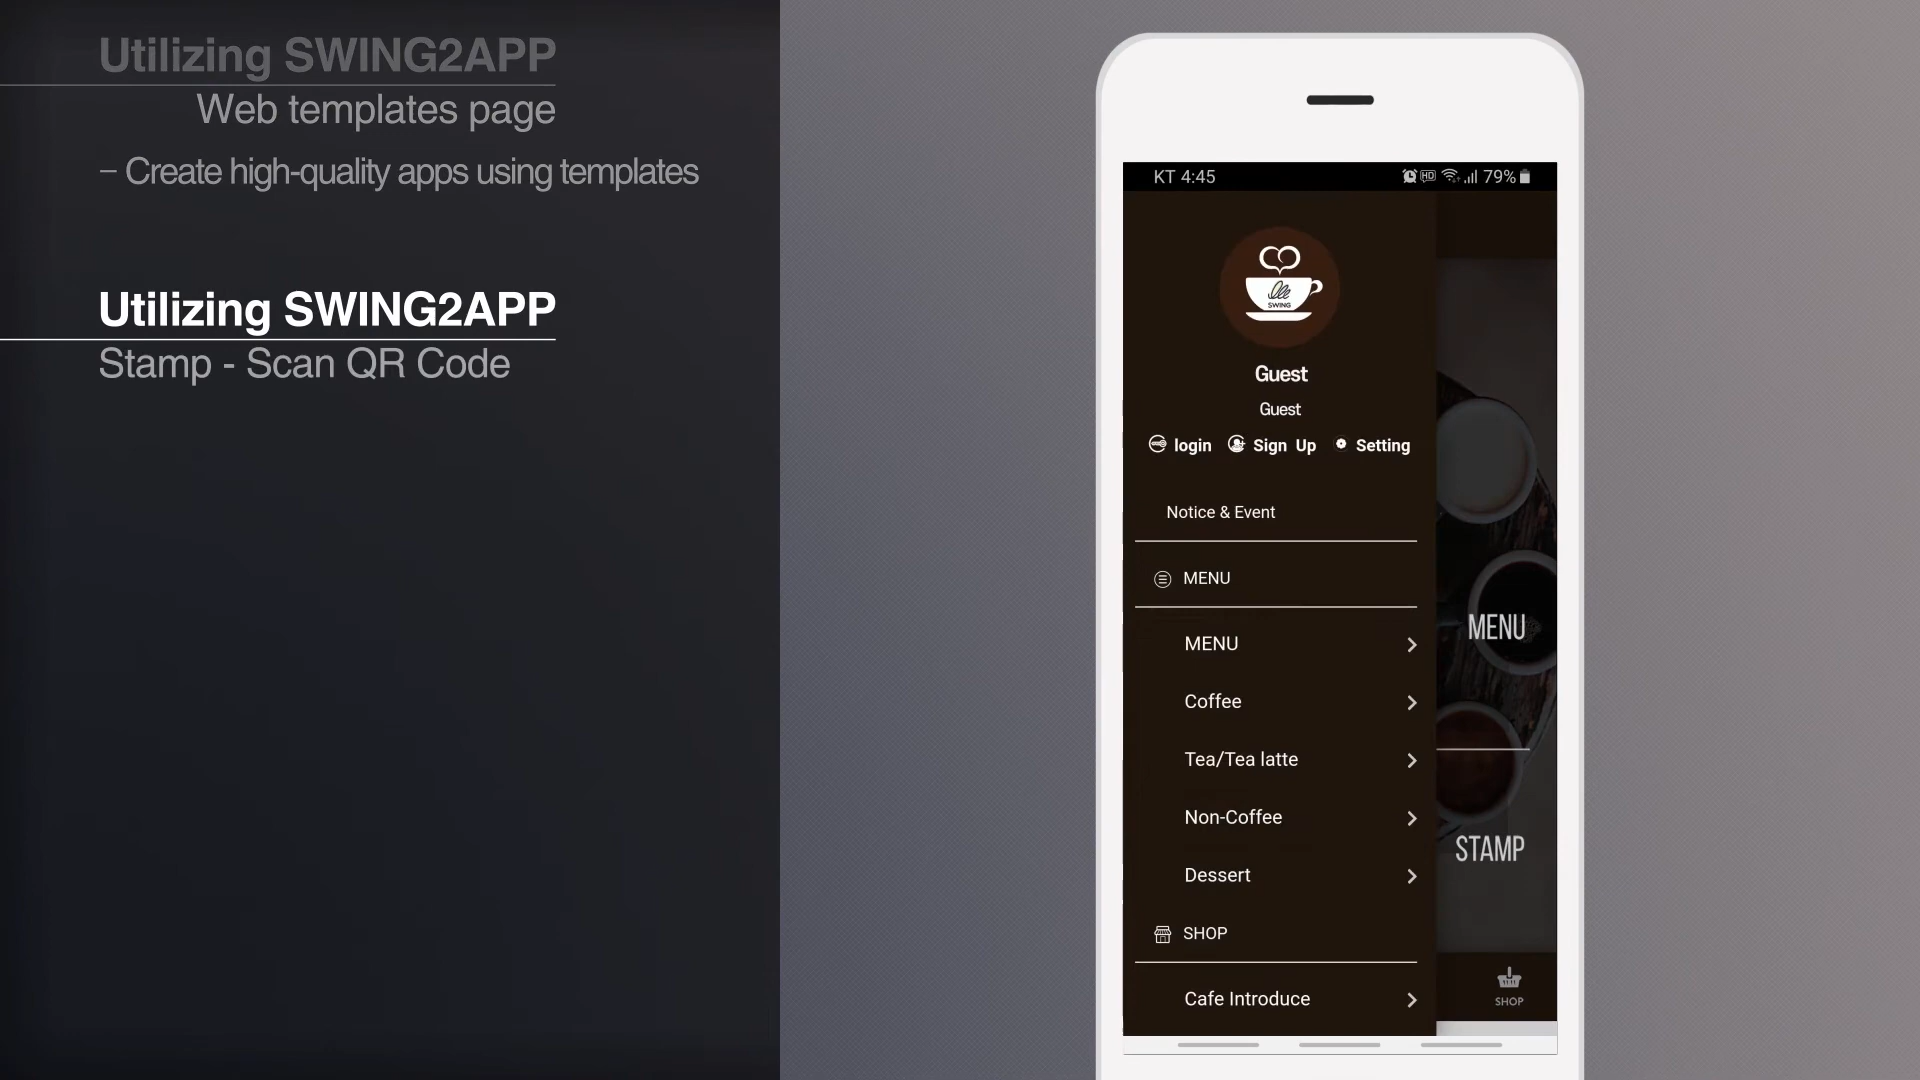 Utilizing SWING2APP
Web templates page
– Create high-quality apps using templates
Utilizing SWING2APP
Stamp - Scan QR Code
KT 4:45
HD
79%
SWING
Guest
Guest
login Sign Up Setting
Notice & Event
MENU
MENU
Coffee
Tea/Tea latte
Non-Coffee
Dessert
SHOP
Cafe Introduce
MENU
STAMP
SHOP